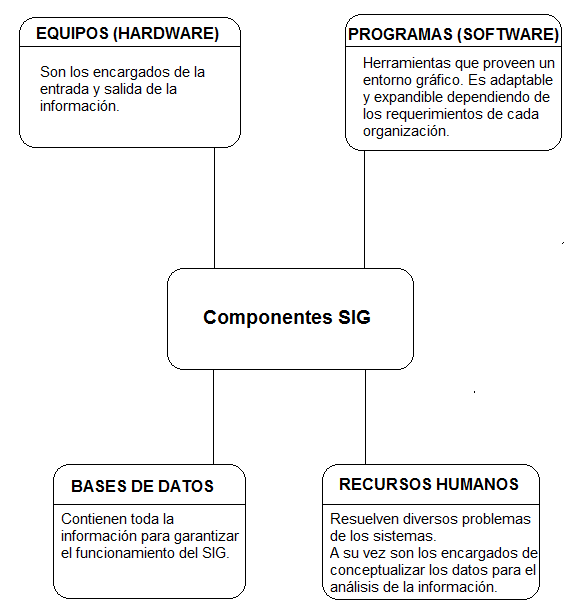 EQUIPOS (HARDWARE)
Son los encargados de la
entrada y salida de la
información.
PROGRAMAS (SOFTWARE)
Herramientas que proveen un
entorno gráfico. Es adaptable
y expandible dependiendo de
los requerimientos de cada
organización.
Componentes SIG
BASES DE DATOS
Contienen toda la
información para garantizar
el funcionamiento del SIG.
RECURSOS HUMANOS
Resuelven diversos problemas
de los sistemas.
A su vez son los encargados de
conceptualizar los datos para el
análisis de la información.